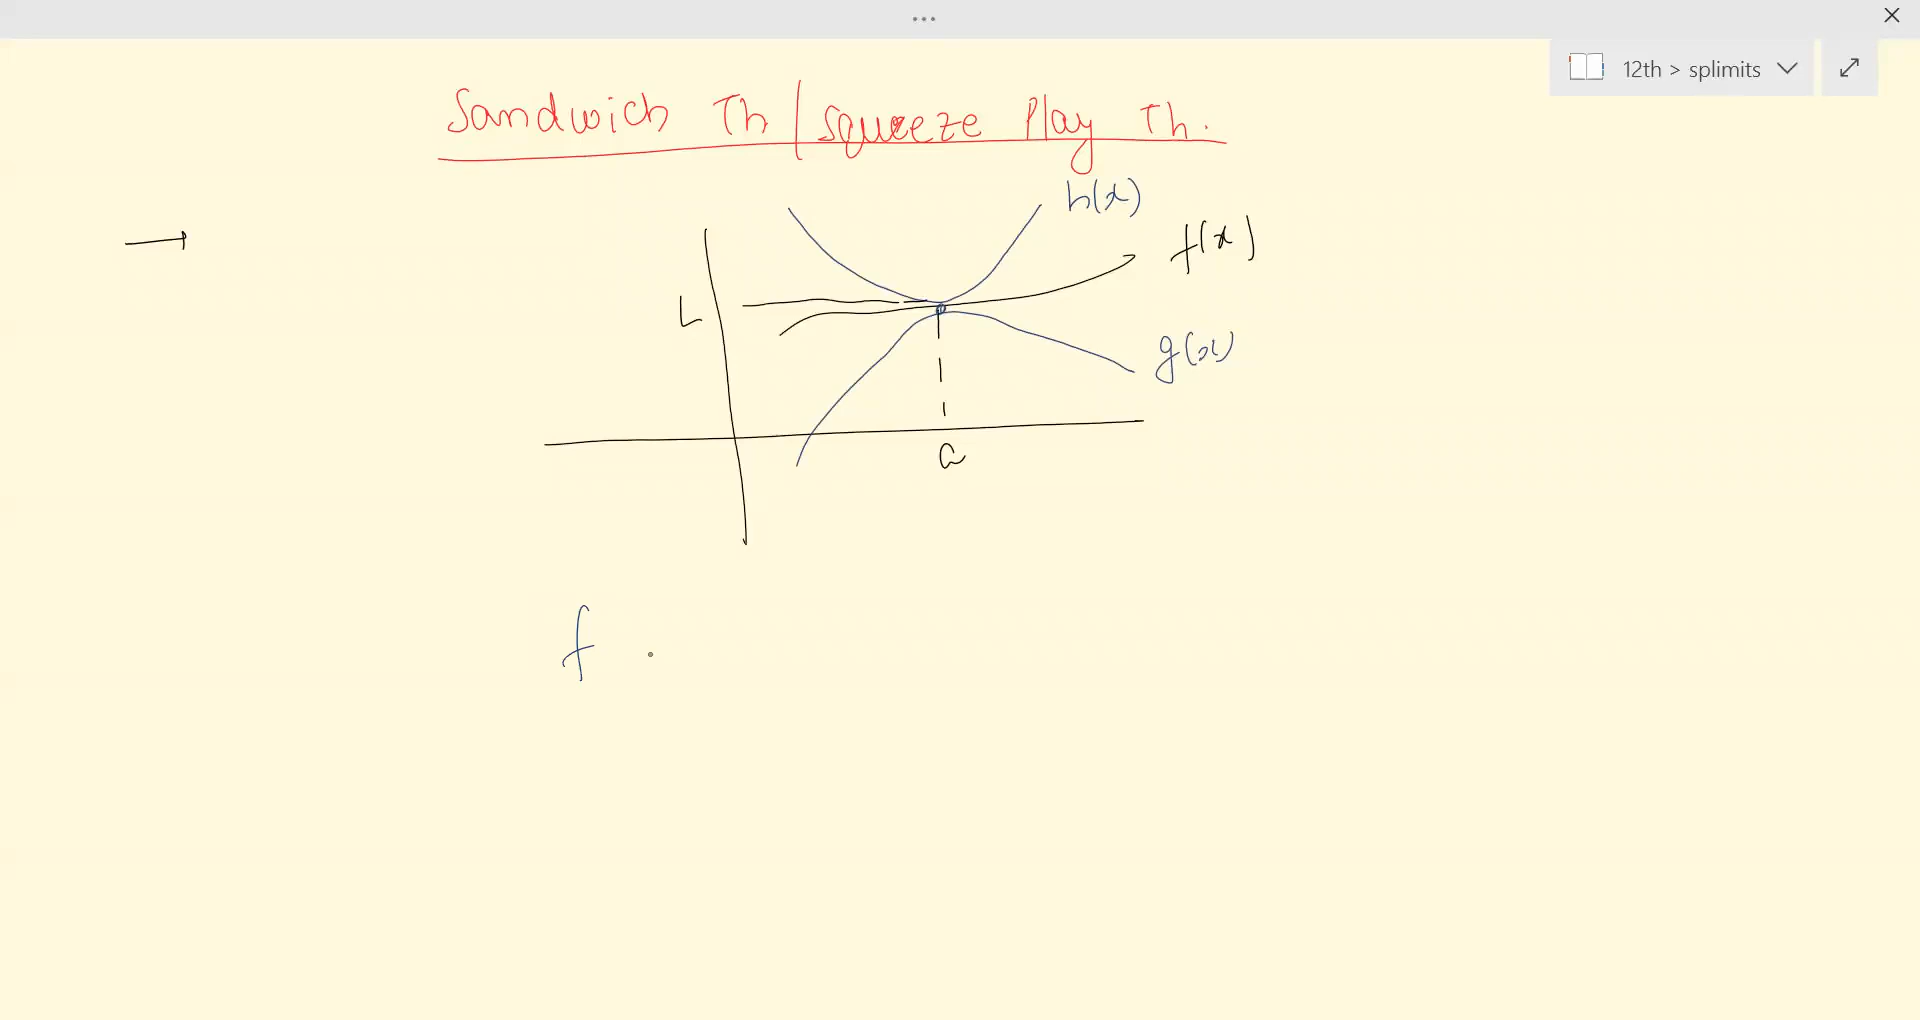 12th > splimits
Sandwich Th / squeeze Play Th.
h(x)
f(x)
L
g(x)
a
f